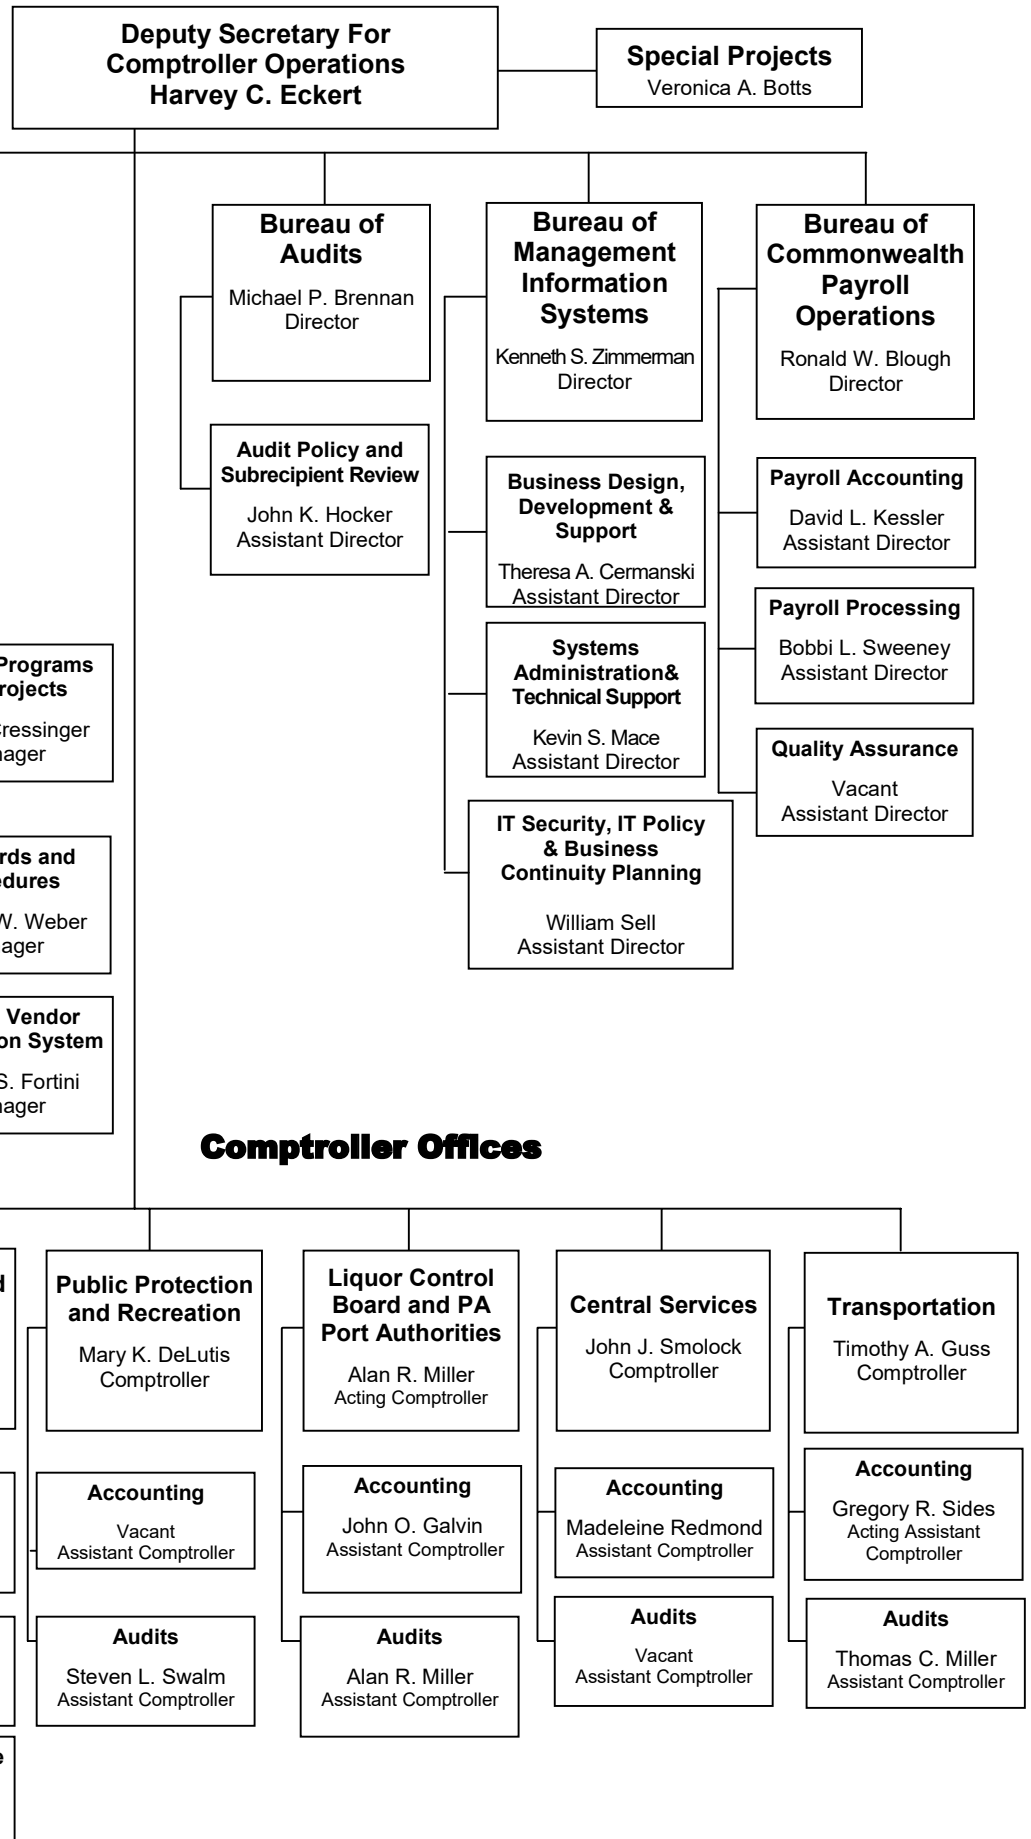 Deputy Secretary For
Comptroller Operations
Harvey C. Eckert
Special Projects
Veronica A. Botts
Bureau of
Audits
Michael P. Brennan
Director
Audit Policy and
Subrecipient Review
John K. Hocker
Assistant Director
Bureau of
Management
Information
Systems
Kenneth S. Zimmerman
Director
Business Design,
Development &
Support
Theresa A. Cermanski
Assistant Director
Systems
Administration&
Technical Support
Kevin S. Mace
Assistant Director
IT Security, IT Policy
& Business
Continuity Planning
William Sell
Assistant Director
Bureau of
Commonwealth
Payroll
Operations
Ronald W. Blough
Director
Payroll Accounting
David L. Kessler
Assistant Director
Payroll Processing
Bobbi L. Sweeney
Assistant Director
Quality Assurance
Vacant
Assistant Director
Programs
rojects
ressinger
ager
rds and
edures
W. Weber
ager
Vendor
on System
S. Fortini
ager
Comptroller Offices
Public Protection
and Recreation
Mary K. DeLutis
Comptroller
Accounting
Vacant
Assistant Comptroller
Audits
Steven L. Swalm
Assistant Comptroller
Liquor Control
Board and PA
Port Authorities
Alan R. Miller
Acting Comptroller
Accounting
John O. Galvin
Assistant Comptroller
Audits
Alan R. Miller
Assistant Comptroller
Central Services
John J. Smolock
Comptroller
Accounting
Madeleine Redmond
Assistant Comptroller
Audits
Vacant
Assistant Comptroller
Transportation
Timothy A. Guss
Comptroller
Accounting
Gregory R. Sides
Acting Assistant
Comptroller
Audits
Thomas C. Miller
Assistant Comptroller